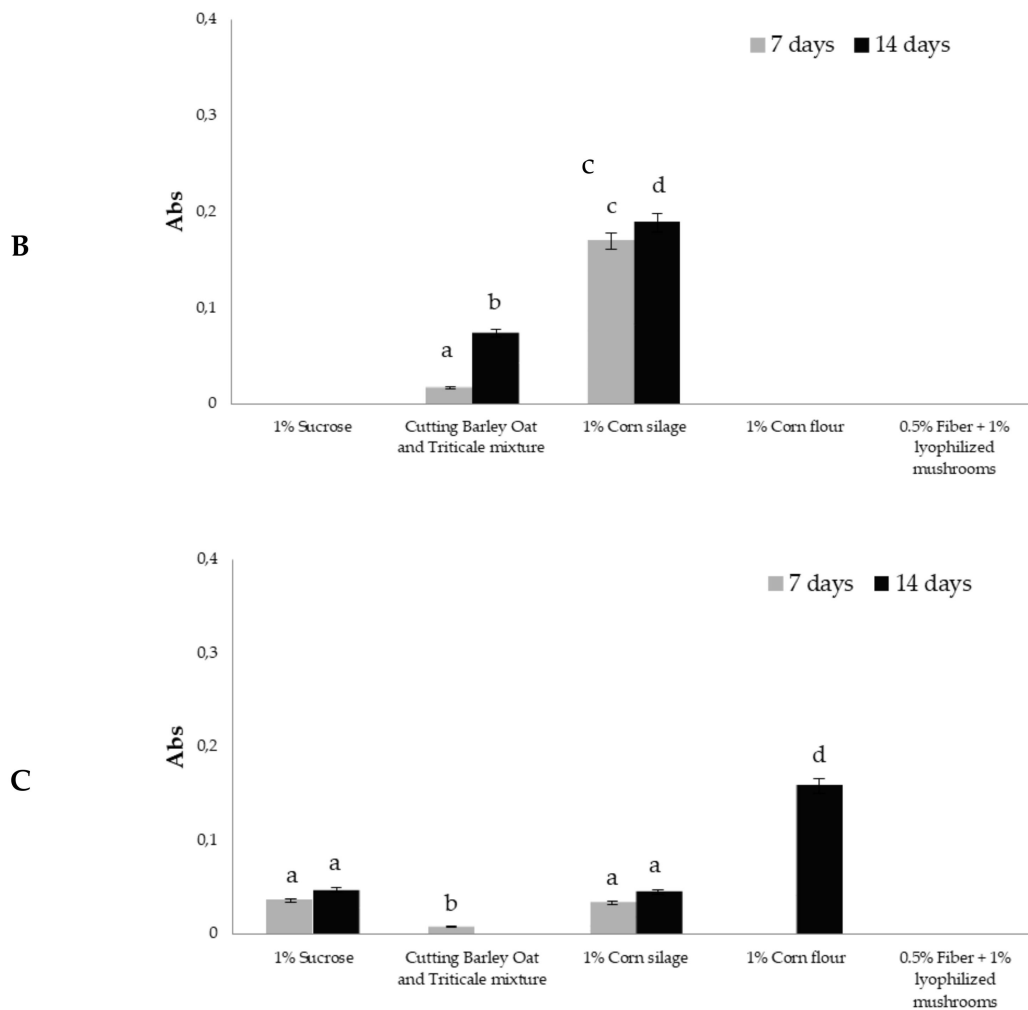 0,4
7 days 14 days
0,3
c
d
c
0,2
Abs
B
b
0,1
a
0
1% Sucrose
Cutting Barley Oat
and Triticale mixture
1% Corn silage
1% Corn flour
0.5% Fiber + 1%
lyophilized
mushrooms
0,4
7 days 14 days
0,3
0,2
d
Abs
C
0,1
a
a
b
a
a
0
1% Sucrose
Cutting Barley Oat
and Triticale mixture
1% Corn silage
1% Corn flour
0.5% Fiber + 1%
lyophilized
mushrooms